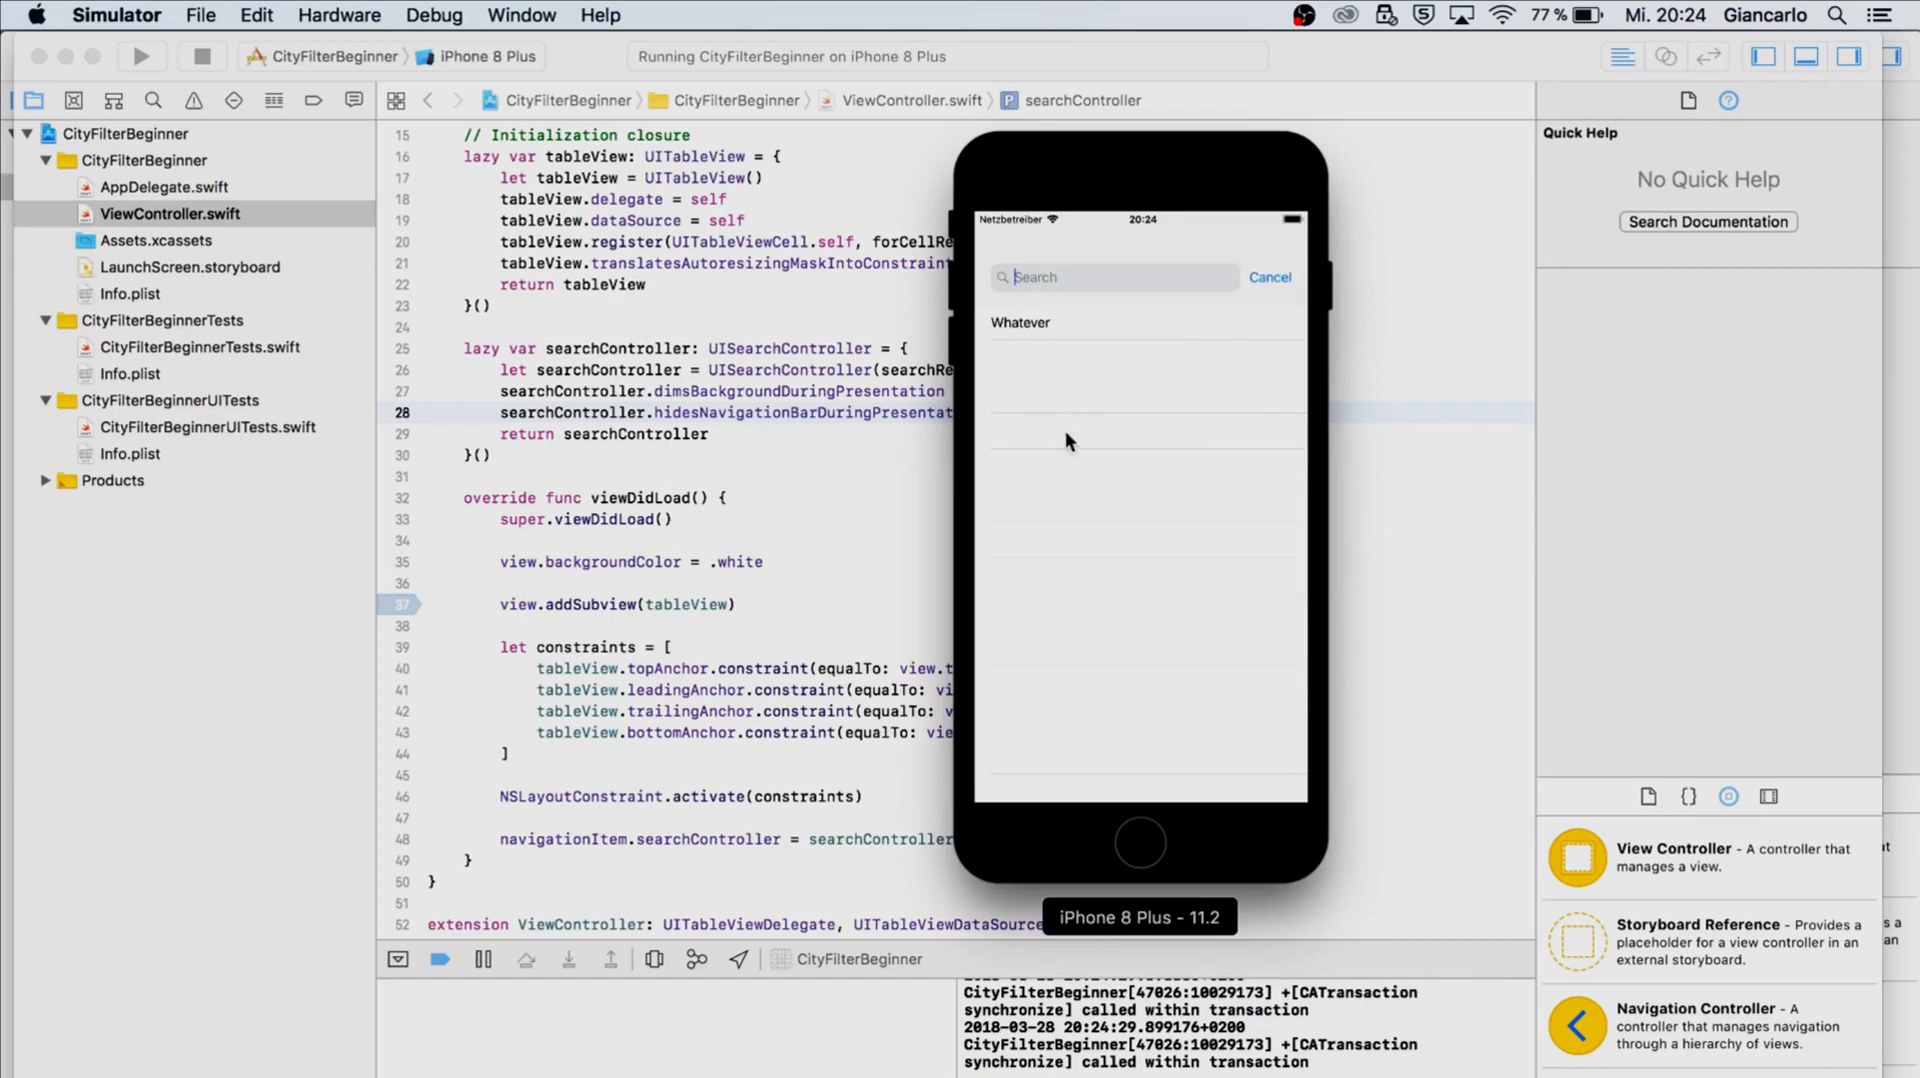 Simulator File Edit Hardware Debug Window Help 77 % Mi. 20:24 Giancarlo
CityFilterBeginner iPhone 8 Plus Running CityFilterBeginner on iPhone 8 Plus
CityFilterBeginner CityFilterBeginner ViewController.swift P searchController
CityFilterBeginner
CityFilterBeginner
AppDelegate.swift
ViewController.swift
Assets.xcassets
LaunchScreen.storyboard
Info.plist
CityFilterBeginnerTests
CityFilterBeginnerTests.swift
Info.plist
CityFilterBeginnerUITests
CityFilterBeginnerUITests.swift
Info.plist
Products
15 // Initialization closure
16 lazy var tableView: UITableView = {
17 let tableView = UITableView()
18 tableView.delegate = self
19 tableView.dataSource = self
20 tableView.register(UITableViewCell.self, forCellRe
21 tableView.translatesAutoresizingMaskIntoConstraint
22 return tableView
23 }()
24
25 lazy var searchController: UISearchController = {
26 let searchController = UISearchController(searchRe
27 searchController.dimsBackgroundDuringPresentation
28 searchController.hidesNavigationBarDuringPresentat
29 return searchController
30 }()
31
32 override func viewDidLoad() {
33 super.viewDidLoad()
34
35 view.backgroundColor = .white
36
37 view.addSubview(tableView)
38
39 let constraints = [
40 tableView.topAnchor.constraint(equalTo: view.t
41 tableView.leadingAnchor.constraint(equalTo: vi
42 tableView.trailingAnchor.constraint(equalTo: v
43 tableView.bottomAnchor.constraint(equalTo: vie
44 ]
45
46 NSLayoutConstraint.activate(constraints)
47
48 navigationItem.searchController = searchController
49 }
50 }
51
52 extension ViewController: UITableViewDelegate, UITableViewDataSource
Netzbetreiber 20:24
Search Cancel
Whatever
iPhone 8 Plus - 11.2
CityFilterBeginner
CityFilterBeginner[47026:10029173] +[CATransaction
synchronize] called within transaction
2018-03-28 20:24:29.899176+0200
CityFilterBeginner[47026:10029173] +[CATransaction
synchronize] called within transaction
Quick Help
No Quick Help
Search Documentation
View Controller - A controller that
manages a view.
Storyboard Reference - Provides a
placeholder for a view controller in an
external storyboard.
Navigation Controller - A
controller that manages navigation
through a hierarchy of views.